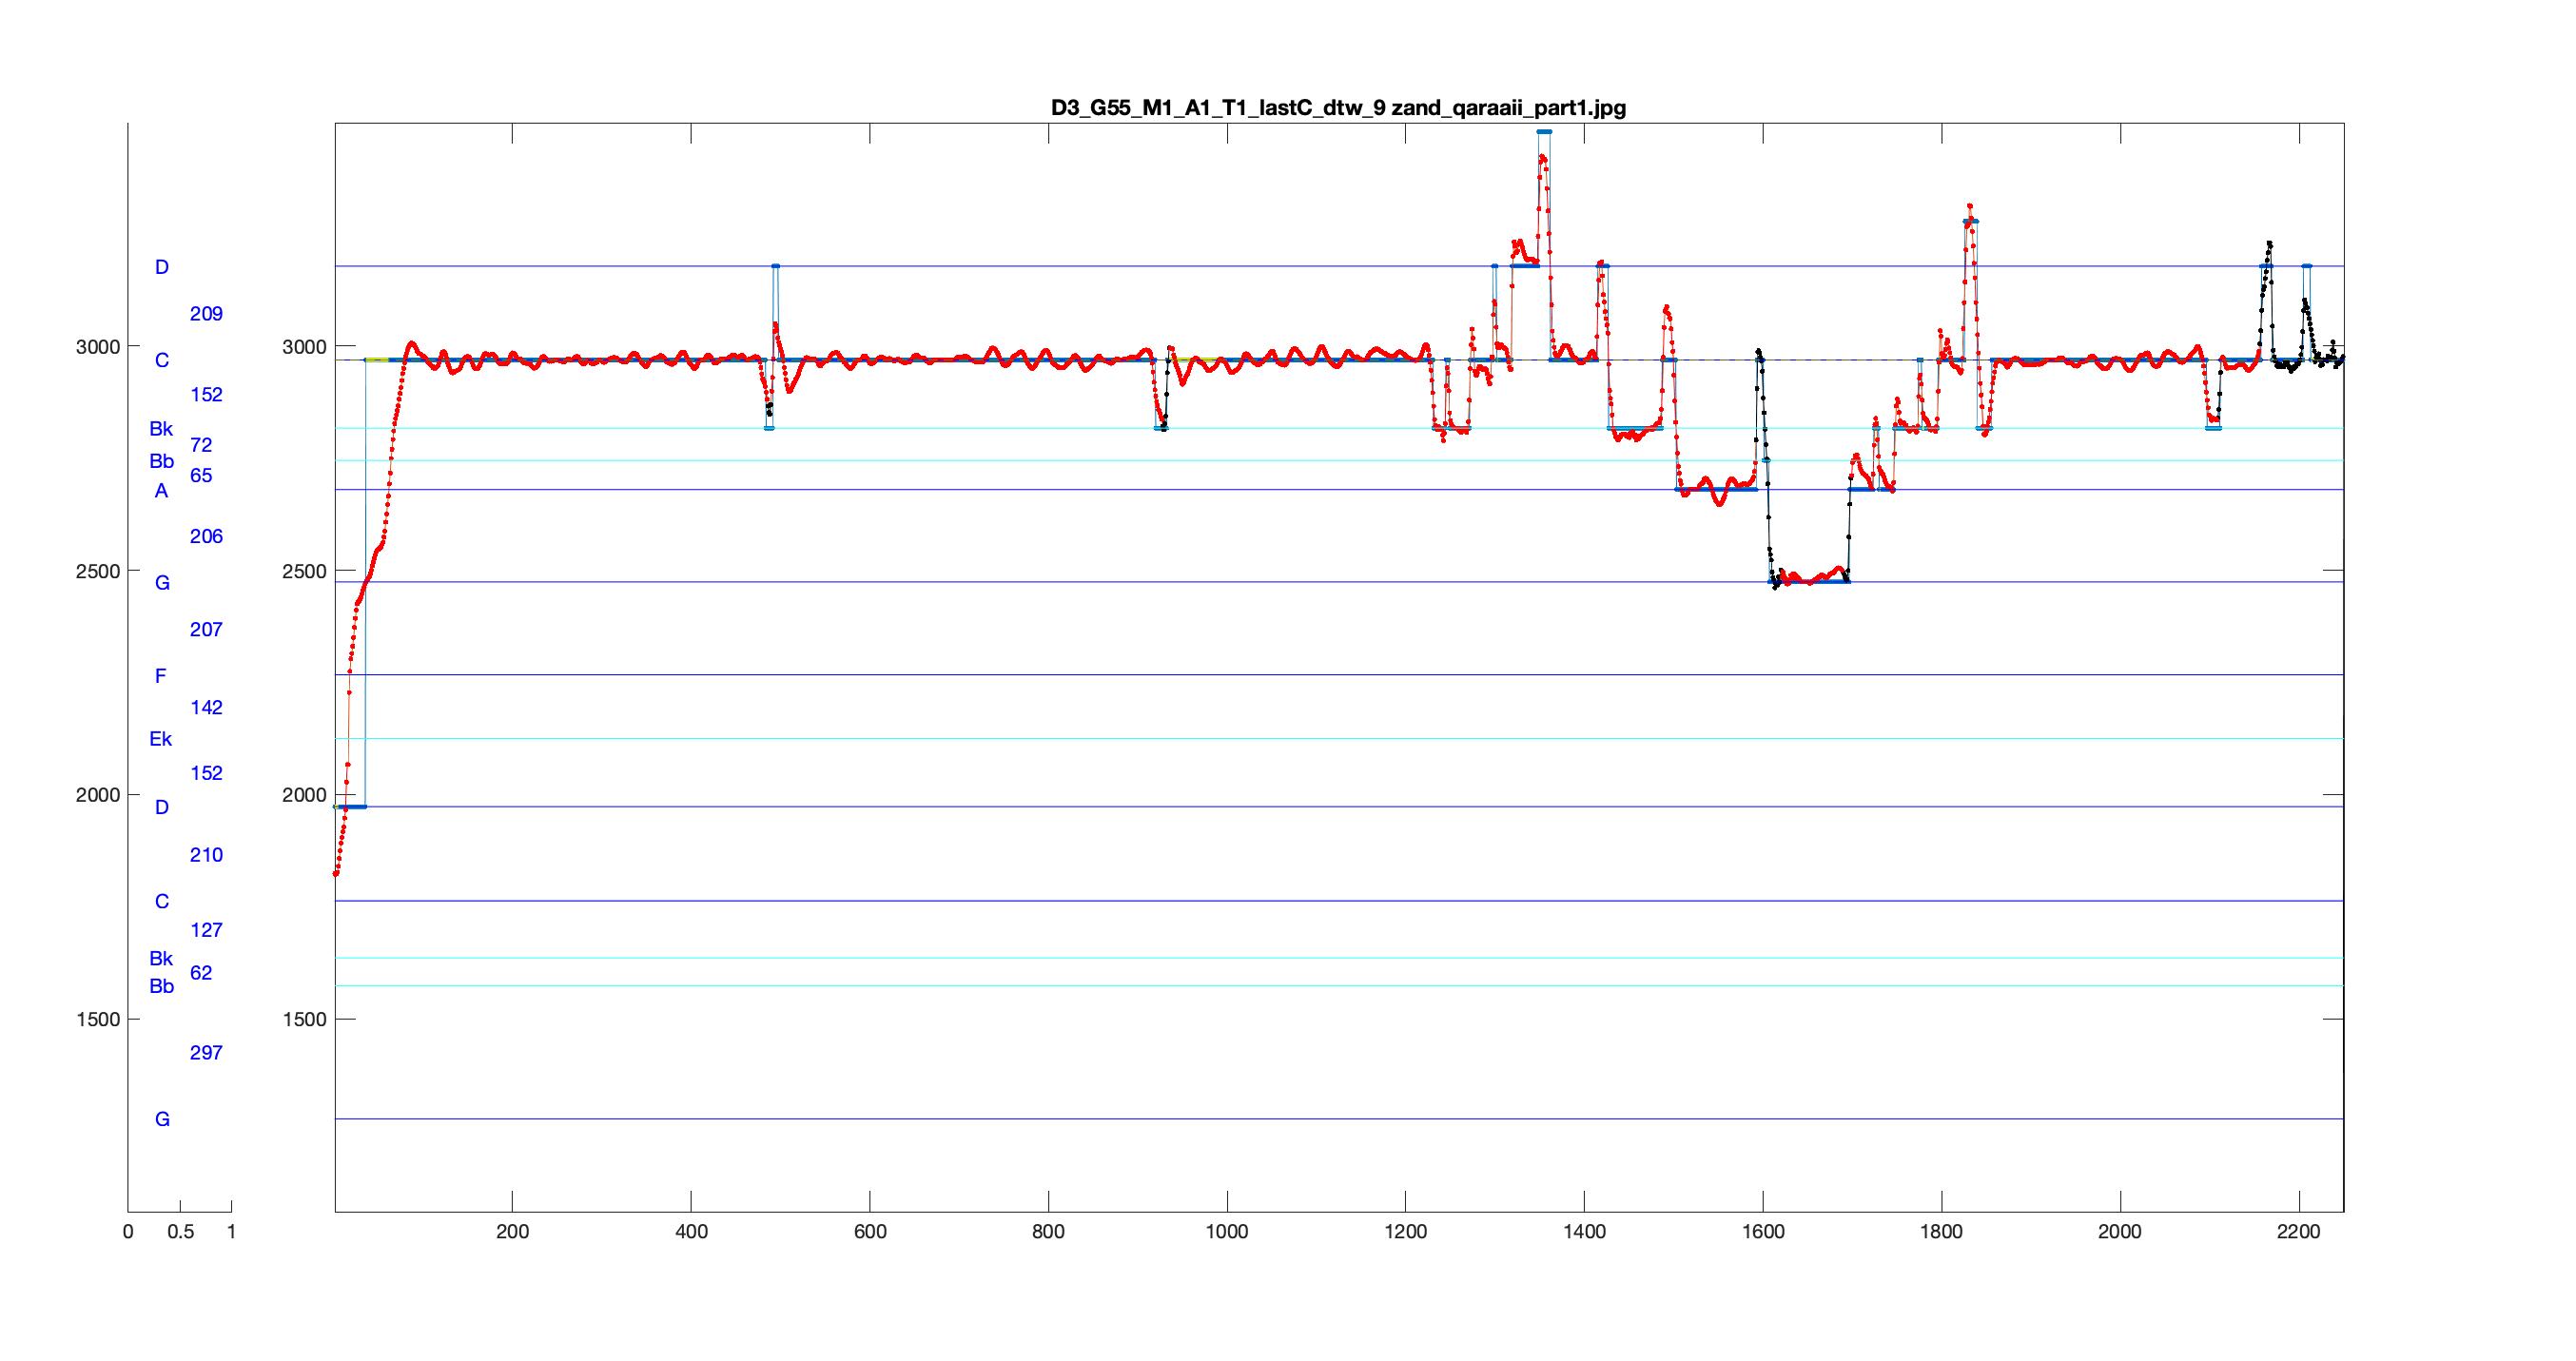 D3_G55_M1_A1_T1_lastC_dtw_9 zand_qaraaii_part1.jpg
D
209
3000 C 3000
152
Bk
72
Bb
65
A
206
2500 G 2500
207
F
142
Ek
152
2000 D 2000
210
C
127
Bk
62
Bb
1500 1500
297
G
0 0.5 1 200 400 600 800 1000 1200 1400 1600 1800 2000 2200